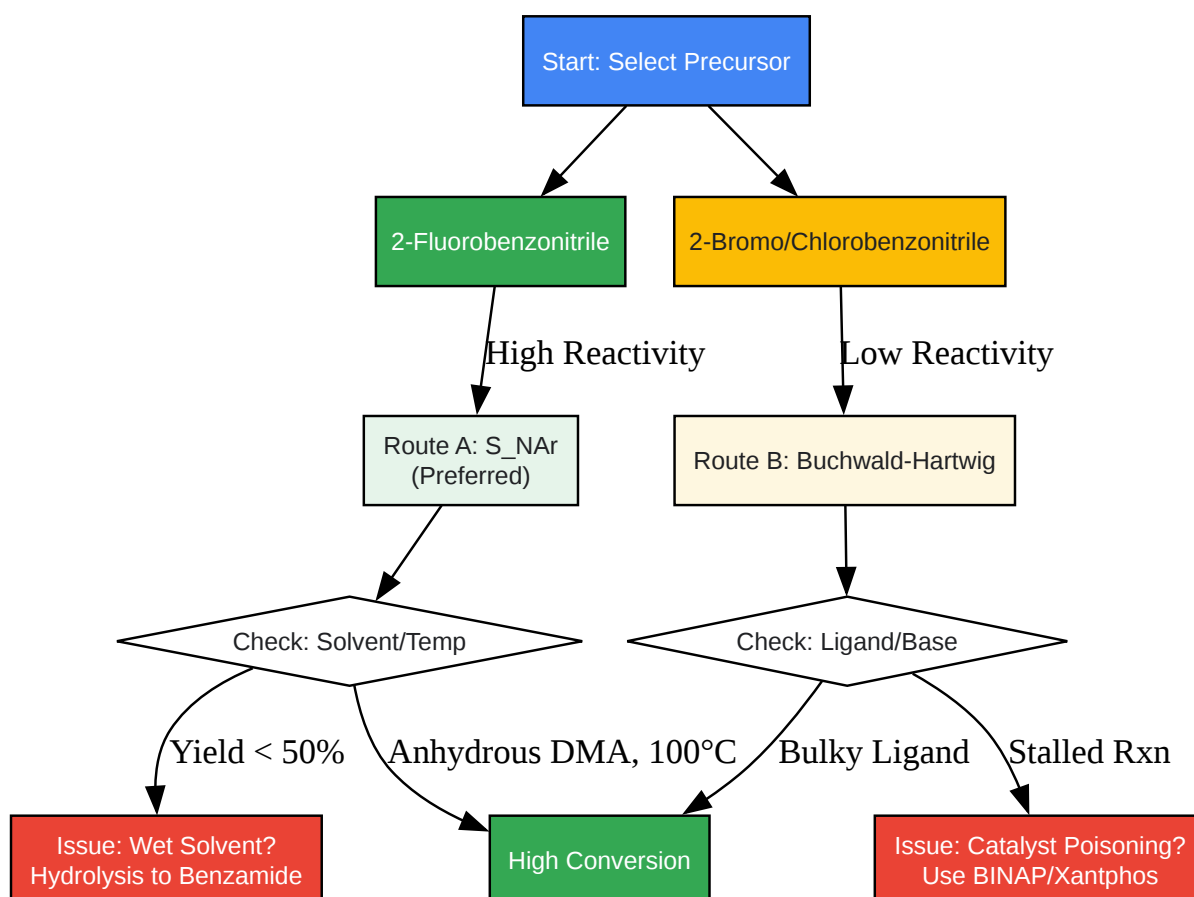 Start: Select Precursor
2-Fluorobenzonitrile
2-Bromo/Chlorobenzonitrile
High Reactivity
Low Reactivity
Route A: S_NAr
(Preferred)
Route B: Buchwald-Hartwig
Check: Solvent/Temp
Check: Ligand/Base
Yield < 50%
Anhydrous DMA, 100°C
Bulky Ligand
Stalled Rxn
Issue: Wet Solvent?
Hydrolysis to Benzamide
High Conversion
Issue: Catalyst Poisoning?
Use BINAP/Xantphos